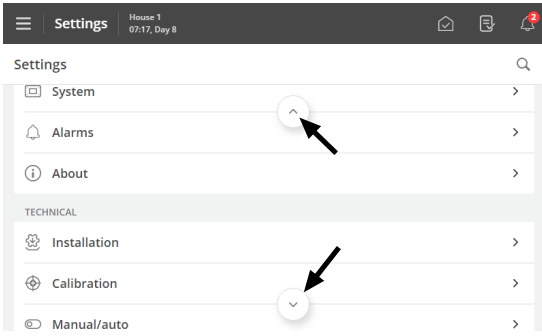 Settings
House 1
07:17, Day 8
2
Settings
System
Alarms
About
TECHNICAL
Installation
Calibration
Manual/auto